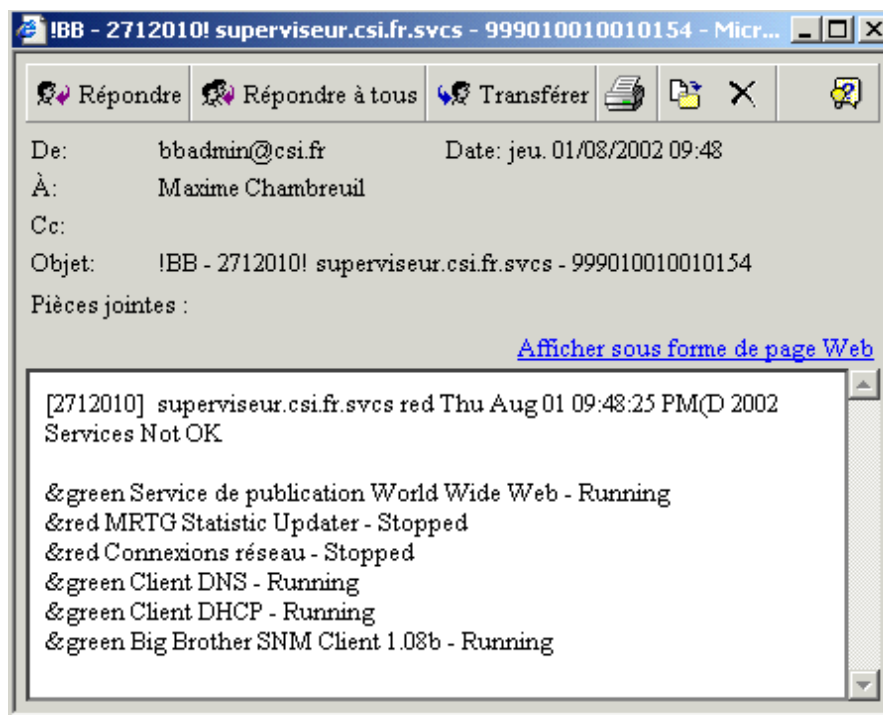 !BB - 2712010! superviseur.csi.fr.svcs - 999010010010154 - Micr...
Répondre Répondre à tous Transférer
De: bbadmin@csi.fr Date: jeu. 01/08/2002 09:48
À: Maxime Chambreuil
Cc:
Objet: !BB - 2712010! superviseur.csi.fr.svcs - 999010010010154
Pièces jointes :
Afficher sous forme de page Web
[2712010] superviseur.csi.fr.svcs red Thu Aug 01 09:48:25 PM(D 2002
Services Not OK
&green Service de publication World Wide Web - Running
&red MRTG Statistic Updater - Stopped
&red Connexions réseau - Stopped
&green Client DNS - Running
&green Client DHCP - Running
&green Big Brother SNM Client 1.08b - Running